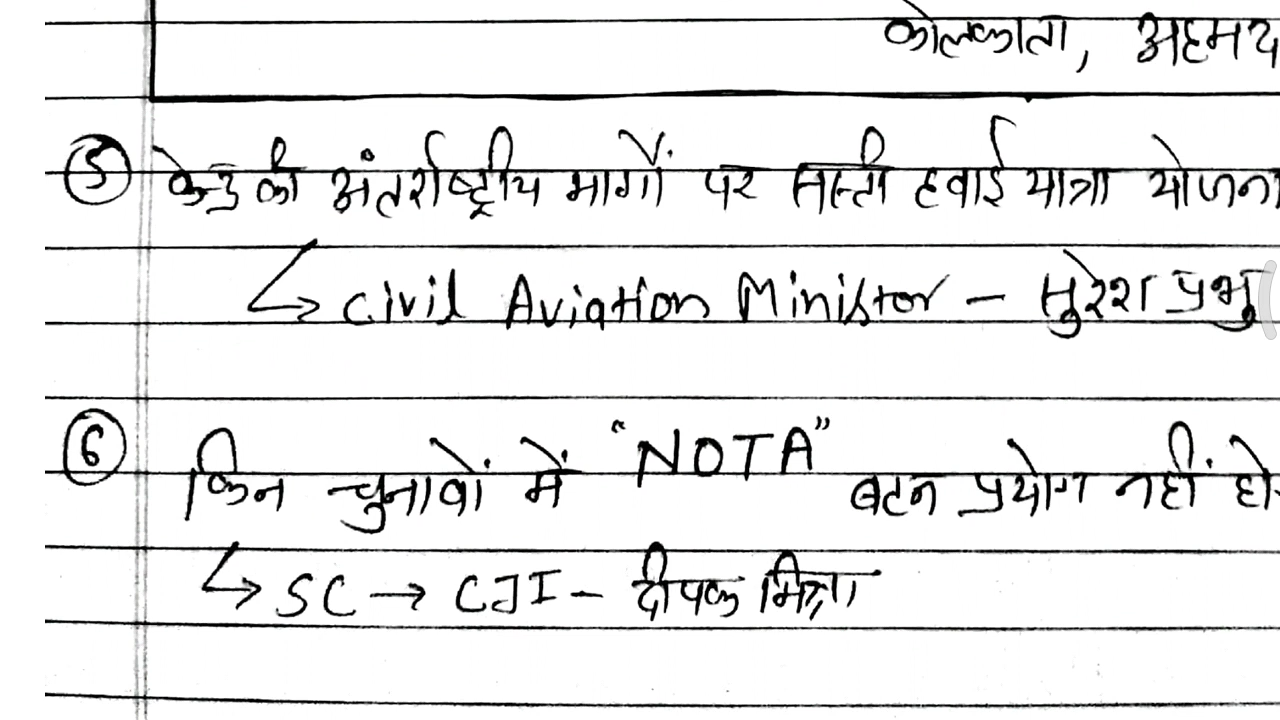 कोलकाता, अहमद
⑤ केन्द्र की अंतर्राष्ट्रीय मार्गों पर सस्ती हवाई यात्रा योजना
↳ Civil Aviation Minister - सुरेश प्रभु
⑥ किन चुनावों में "NOTA" बटन प्रयोग नहीं हो
↳ SC → CJI - दीपक मिश्रा